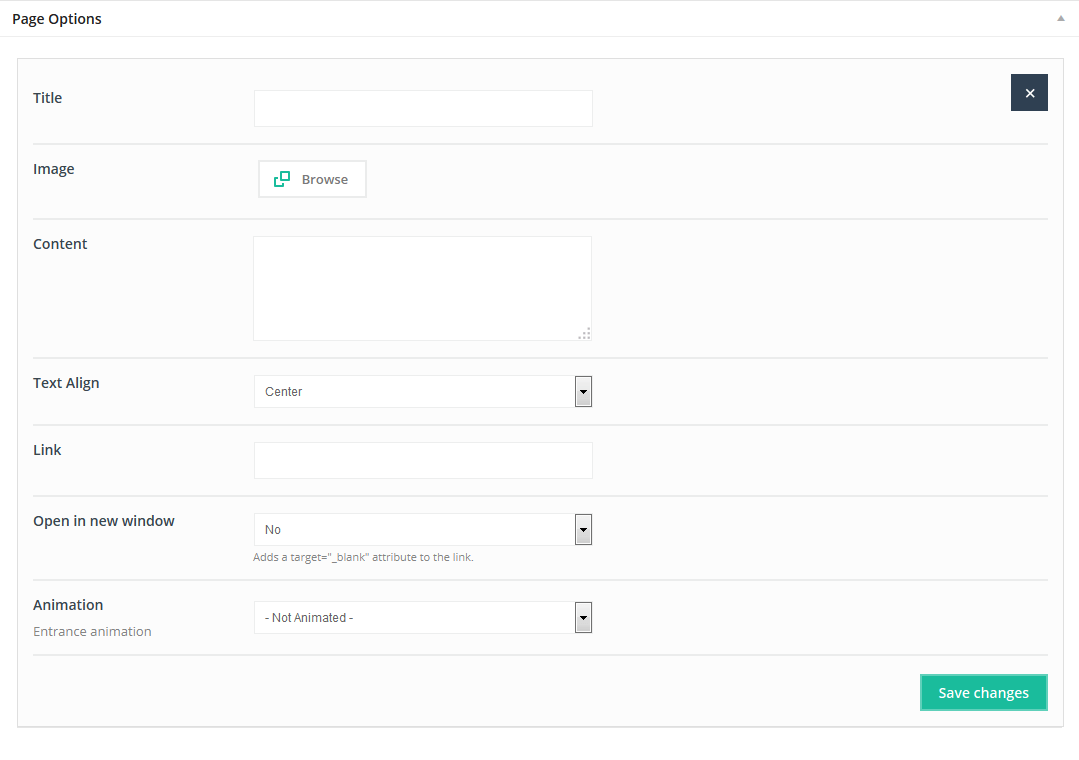 Page Options
Title
Image
Browse
Content
Text Align
Center
Link
Open in new window
No
Adds a target="_blank" attribute to the link.
Animation
- Not Animated -
Entrance animation
Save changes